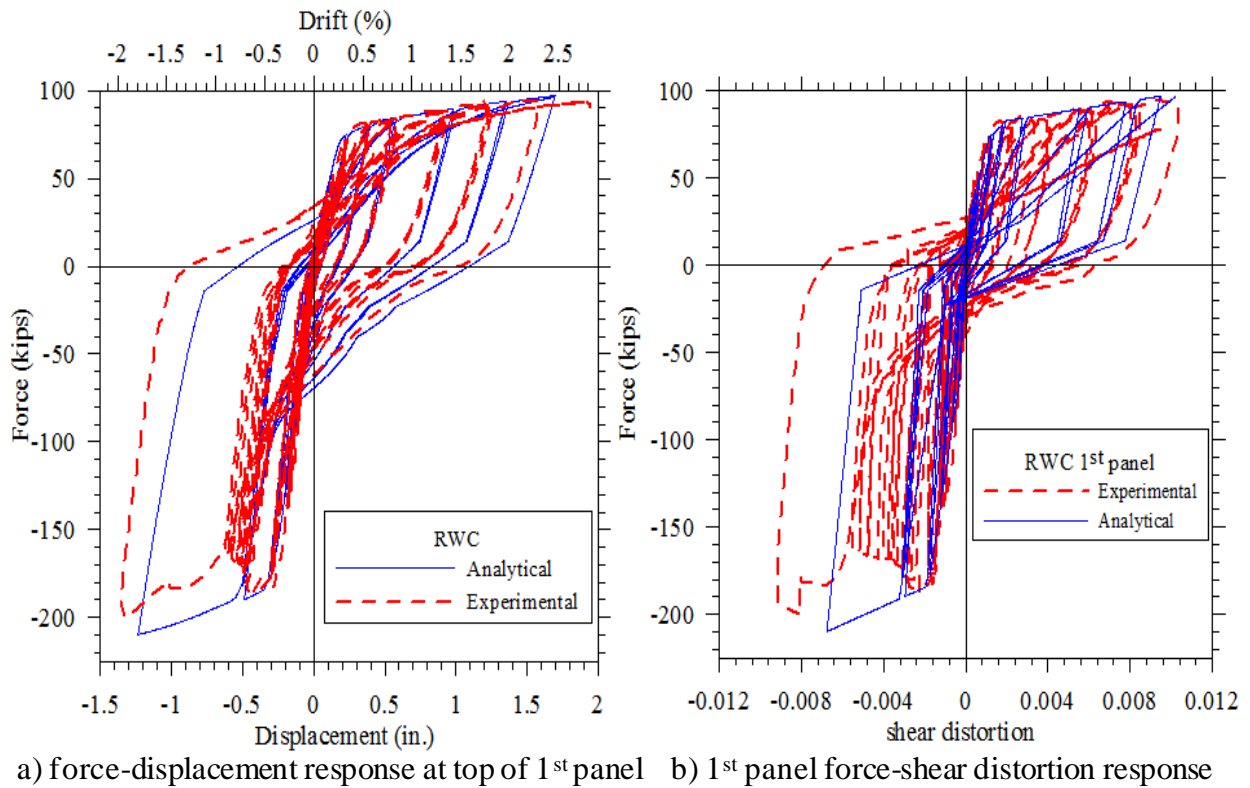 Drift (%)
-2 -1.5 -1 -0.5 0 0.5 1 1.5 2 2.5
100
50
0
-50
-100
-150
-200
Force (kips)
RWC
Analytical
Experimental
-1.5 -1 -0.5 0 0.5 1 1.5 2
Displacement (in.)
a) force-displacement response at top of 1st panel
100
50
0
-50
-100
-150
-200
Force (kips)
RWC 1st panel
Experimental
Analytical
-0.012 -0.008 -0.004 0 0.004 0.008 0.012
shear distortion
b) 1st panel force-shear distortion response